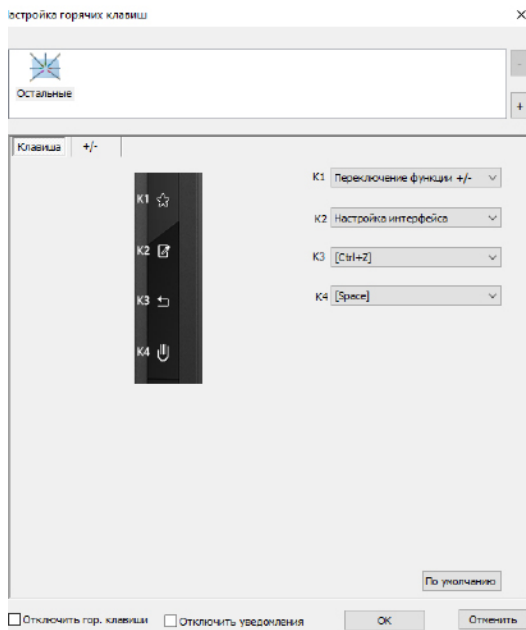 астройка горячих клавиш
Остальные
-
+
Клавиша +/-
K1 Переключение функции +/-
K2 Настройка интерфейса
K3 [Ctrl+Z]
K4 [Space]
K1
K2
K3
K4
По умолчанию
Отключить гор. клавиши Отключить уведомления OK Отменить